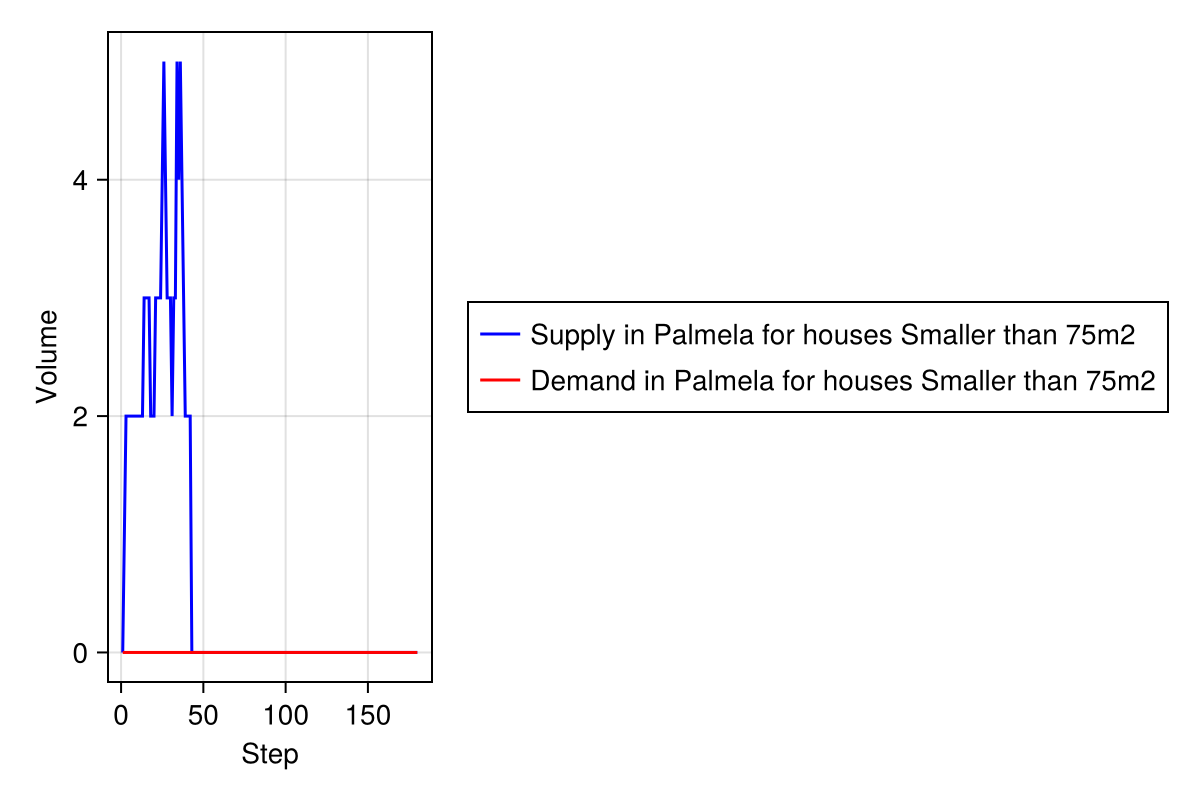 4
2
0
Volume
0 50 100 150
Step
Supply in Palmela for houses Smaller than 75m2
Demand in Palmela for houses Smaller than 75m2